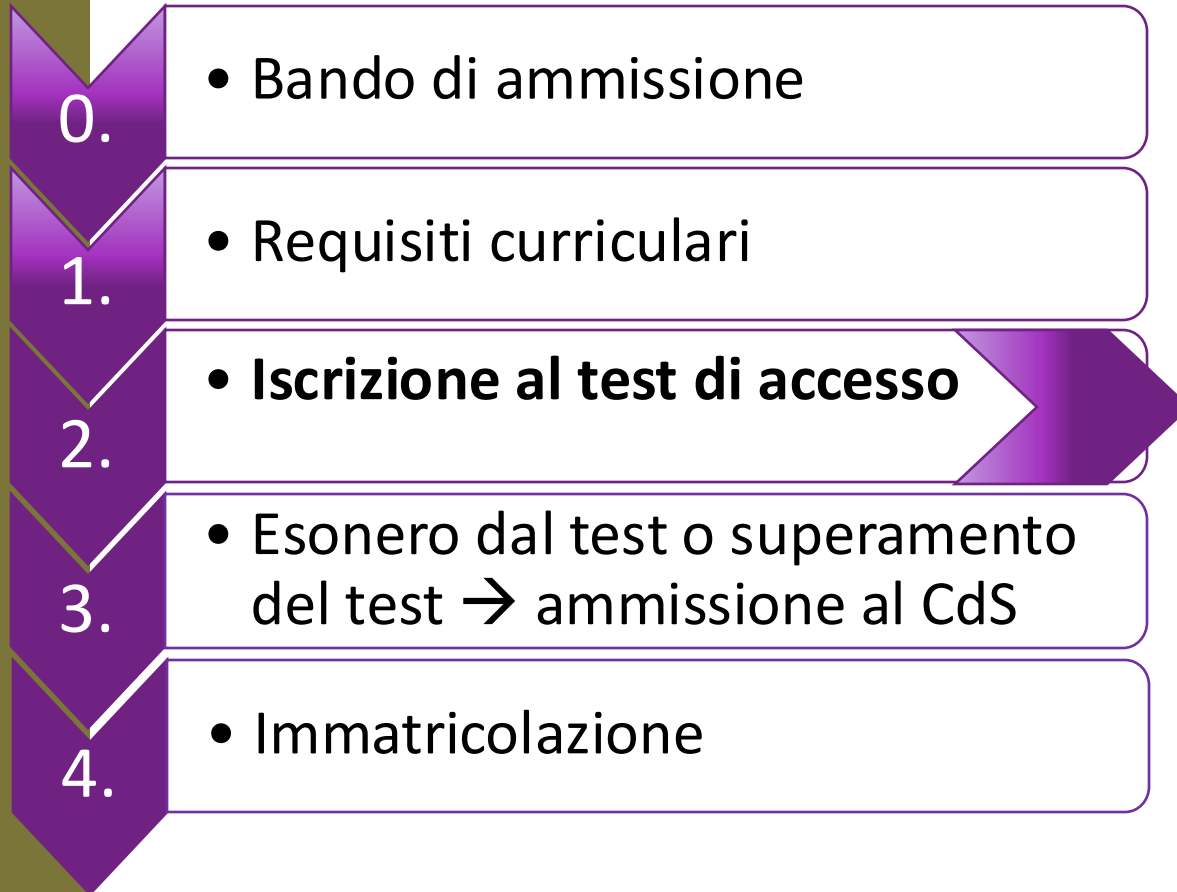 0.
• Bando di ammissione
1.
• Requisiti curriculari
2.
• Iscrizione al test di accesso
3.
• Esonero dal test o superamento
del test → ammissione al CdS
4.
• Immatricolazione